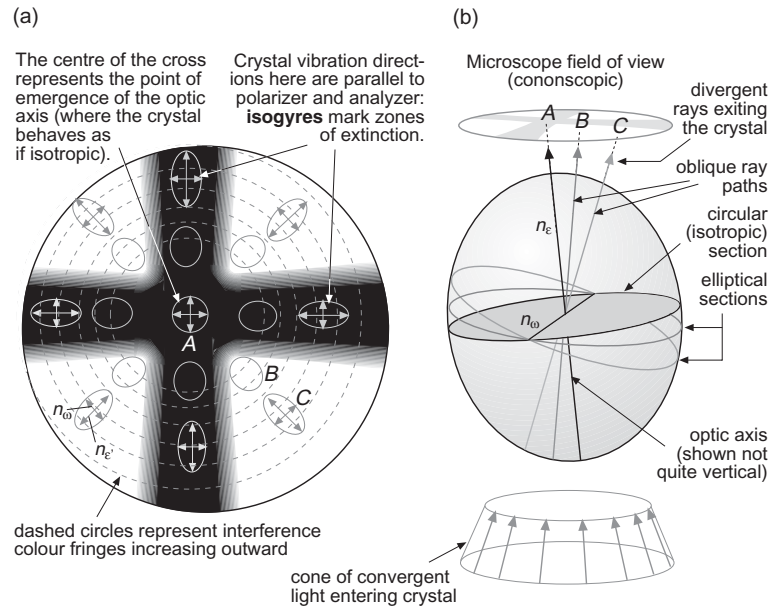 (a)
The centre of the cross
represents the point of
emergence of the optic
axis (where the crystal
behaves as
if isotropic).
Crystal vibration direct-
ions here are parallel to
polarizer and analyzer:
isogyres mark zones
of extinction.
A
B
C
nω
nε'
dashed circles represent interference
colour fringes increasing outward
(b)
Microscope field of view
(cononscopic)
A
B
C
divergent
rays exiting
the crystal
oblique ray
paths
circular
(isotropic)
section
elliptical
sections
nε
nω
optic axis
(shown not
quite vertical)
cone of convergent
light entering crystal